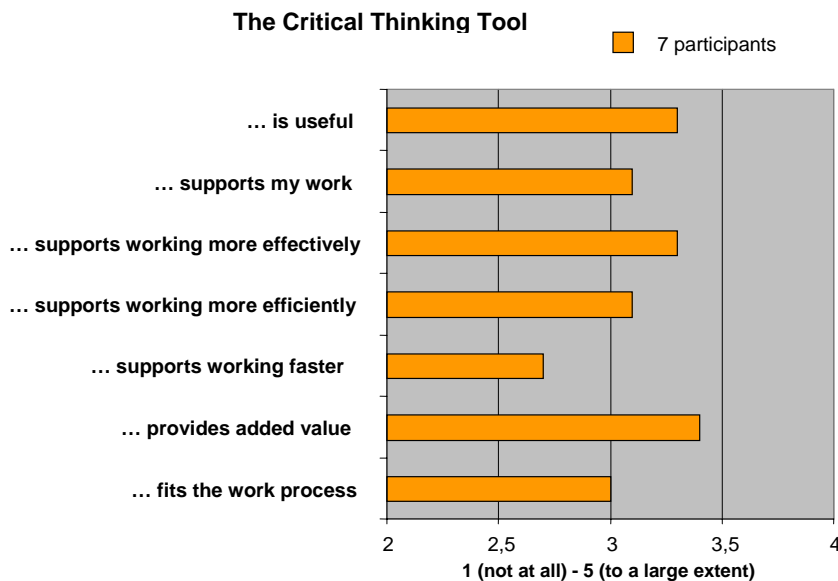 The Critical Thinking Tool
7 participants
… is useful
… supports my work
… supports working more effectively
… supports working more efficiently
… supports working faster
… provides added value
… fits the work process
2 2,5 3 3,5 4
1 (not at all) - 5 (to a large extent)